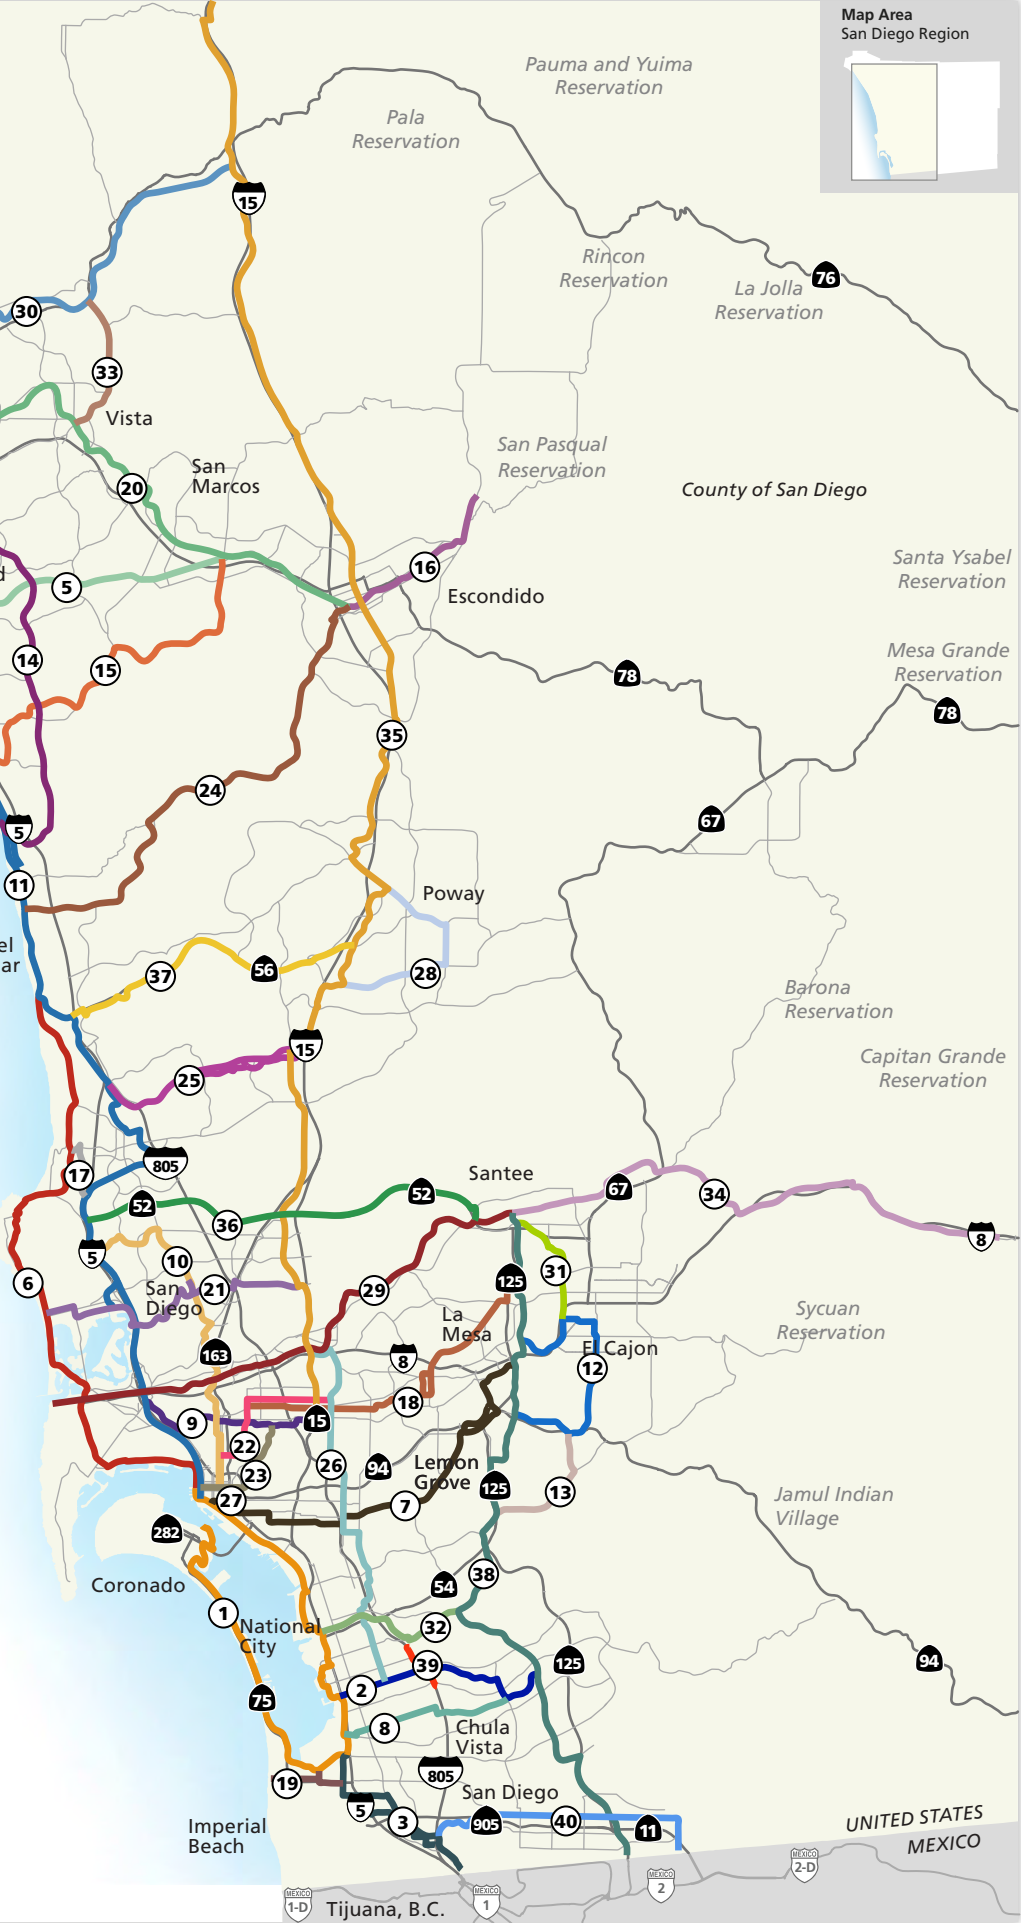 Map Area
San Diego Region
Pauma and Yuima
Reservation
Pala
Reservation
15
Rincon
Reservation
76
La Jolla
Reservation
30
33
Vista
San Pasqual
Reservation
San
Marcos
20
County of San Diego
16
Santa Ysabel
Reservation
d
5
Escondido
14
15
78
Mesa Grande
Reservation
78
35
24
67
5
11
Poway
el
ar
37
56
28
Barona
Reservation
15
Capitan Grande
Reservation
25
805
17
Santee
52
52
67
34
36
5
8
10
6
San
Diego
21
29
125
31
La
Mesa
Sycuan
Reservation
163
8
El Cajon
12
18
9
15
22
23
26
94
Lemon
Grove
125
13
27
7
Jamul Indian
Village
282
Coronado
54
38
1
National
City
32
39
125
94
75
2
8
Chula
Vista
805
19
San Diego
5
3
905
40
11
Imperial
Beach
UNITED STATES
MEXICO
MEXICO
1-D
Tijuana, B.C.
MEXICO
1
MEXICO
2
MEXICO
2-D